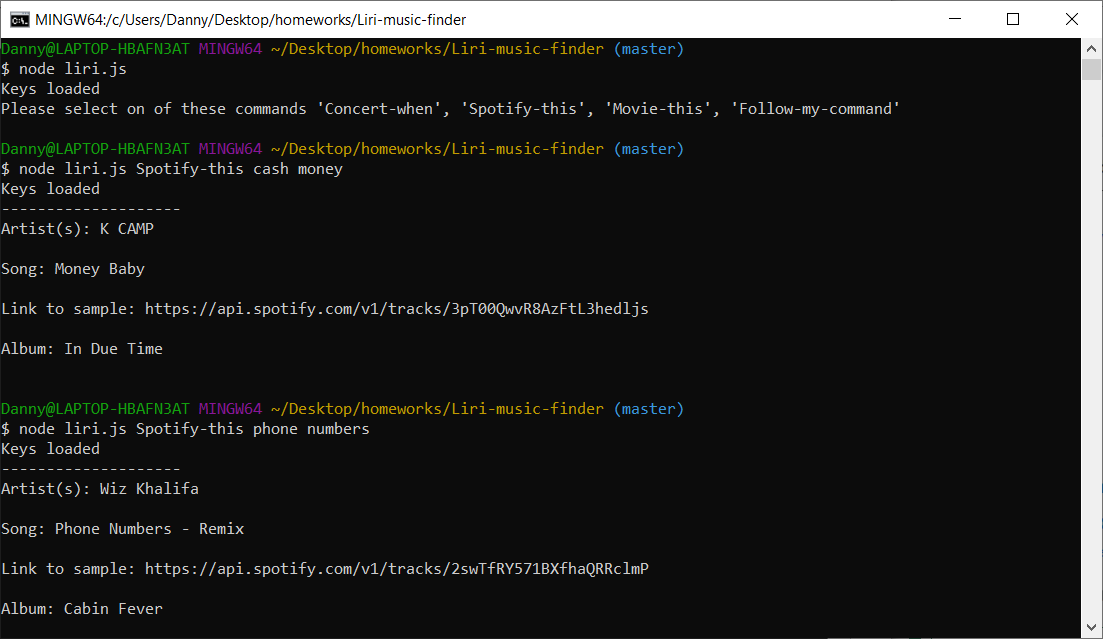 MINGW64:/c/Users/Danny/Desktop/homeworks/Liri-music-finder
Danny@LAPTOP-HBAFN3AT MINGW64 ~/Desktop/homeworks/Liri-music-finder (master)
$ node liri.js
Keys loaded
Please select on of these commands 'Concert-when', 'Spotify-this', 'Movie-this', 'Follow-my-command'
Danny@LAPTOP-HBAFN3AT MINGW64 ~/Desktop/homeworks/Liri-music-finder (master)
$ node liri.js Spotify-this cash money
Keys loaded
--------------------
Artist(s): K CAMP
Song: Money Baby
Link to sample: https://api.spotify.com/v1/tracks/3pT00QwvR8AzFtL3hedljs
Album: In Due Time
Danny@LAPTOP-HBAFN3AT MINGW64 ~/Desktop/homeworks/Liri-music-finder (master)
$ node liri.js Spotify-this phone numbers
Keys loaded
--------------------
Artist(s): Wiz Khalifa
Song: Phone Numbers - Remix
Link to sample: https://api.spotify.com/v1/tracks/2swTfRY571BXfhaQRRclmP
Album: Cabin Fever